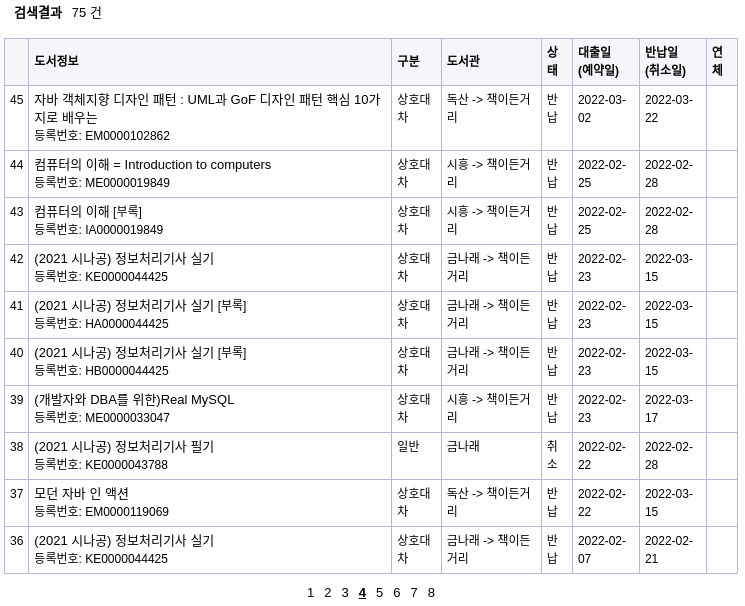 검색결과 75 건
도서정보 구분 도서관 상태 대출일(예약일) 반납일(취소일) 연체
45 자바 객체지향 디자인 패턴 : UML과 GoF 디자인 패턴 핵심 10가지로 배우는 등록번호: EM0000102862 상호대차 독산 -> 책이든거리 반납 2022-03-02 2022-03-22
44 컴퓨터의 이해 = Introduction to computers 등록번호: ME0000019849 상호대차 시흥 -> 책이든거리 반납 2022-02-25 2022-02-28
43 컴퓨터의 이해 [부록] 등록번호: IA0000019849 상호대차 시흥 -> 책이든거리 반납 2022-02-25 2022-02-28
42 (2021 시나공) 정보처리기사 실기 등록번호: KE0000044425 상호대차 금나래 -> 책이든거리 반납 2022-02-23 2022-03-15
41 (2021 시나공) 정보처리기사 실기 [부록] 등록번호: HA0000044425 상호대차 금나래 -> 책이든거리 반납 2022-02-23 2022-03-15
40 (2021 시나공) 정보처리기사 실기 [부록] 등록번호: HB0000044425 상호대차 금나래 -> 책이든거리 반납 2022-02-23 2022-03-15
39 (개발자와 DBA를 위한)Real MySQL 등록번호: ME0000033047 상호대차 시흥 -> 책이든거리 반납 2022-02-23 2022-03-17
38 (2021 시나공) 정보처리기사 필기 등록번호: KE0000043788 일반 금나래 취소 2022-02-22 2022-02-28
37 모던 자바 인 액션 등록번호: EM0000119069 상호대차 독산 -> 책이든거리 반납 2022-02-22 2022-03-15
36 (2021 시나공) 정보처리기사 실기 등록번호: KE0000044425 상호대차 금나래 -> 책이든거리 반납 2022-02-07 2022-02-21
1 2 3 4 5 6 7 8